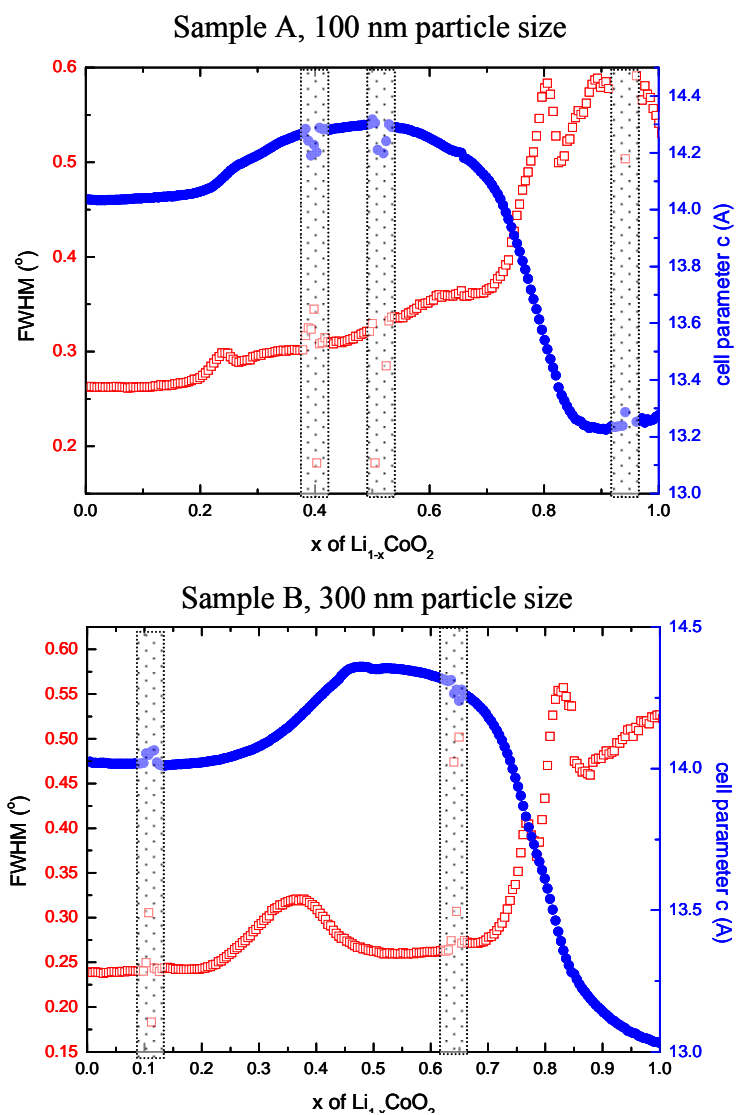 Sample A, 100 nm particle size
0.6
0.5
0.4
0.3
0.2
FWHM (°)
14.4
14.2
14.0
13.8
13.6
13.4
13.2
13.0
cell parameter c (A)
0.0 0.2 0.4 0.6 0.8 1.0
x of Li1-xCoO2
Sample B, 300 nm particle size
0.60
0.55
0.50
0.45
0.40
0.35
0.30
0.25
0.20
0.15
FWHM (°)
14.5
14.0
13.5
13.0
cell parameter c (A)
0.0 0.1 0.2 0.3 0.4 0.5 0.6 0.7 0.8 0.9 1.0
x of Li1-xCoO2